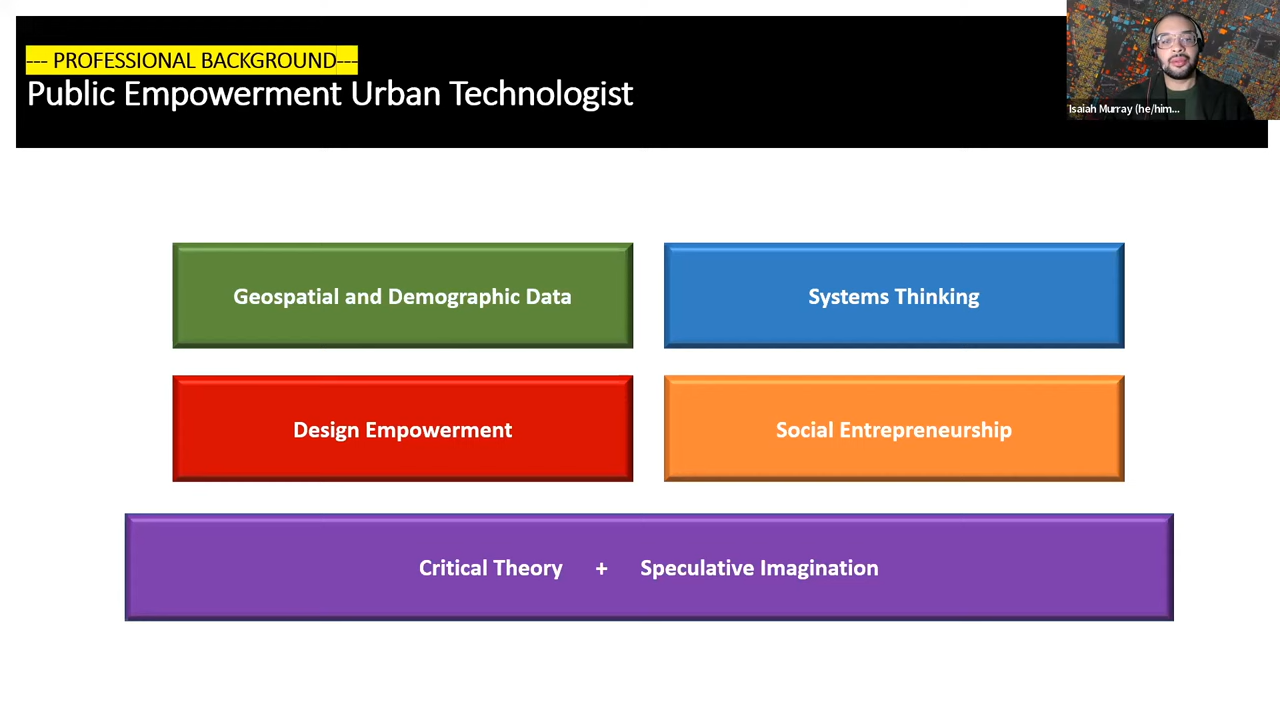 --- PROFESSIONAL BACKGROUND---
Public Empowerment Urban Technologist
Isaiah Murray (he/him...
Geospatial and Demographic Data
Systems Thinking
Design Empowerment
Social Entrepreneurship
Critical Theory + Speculative Imagination